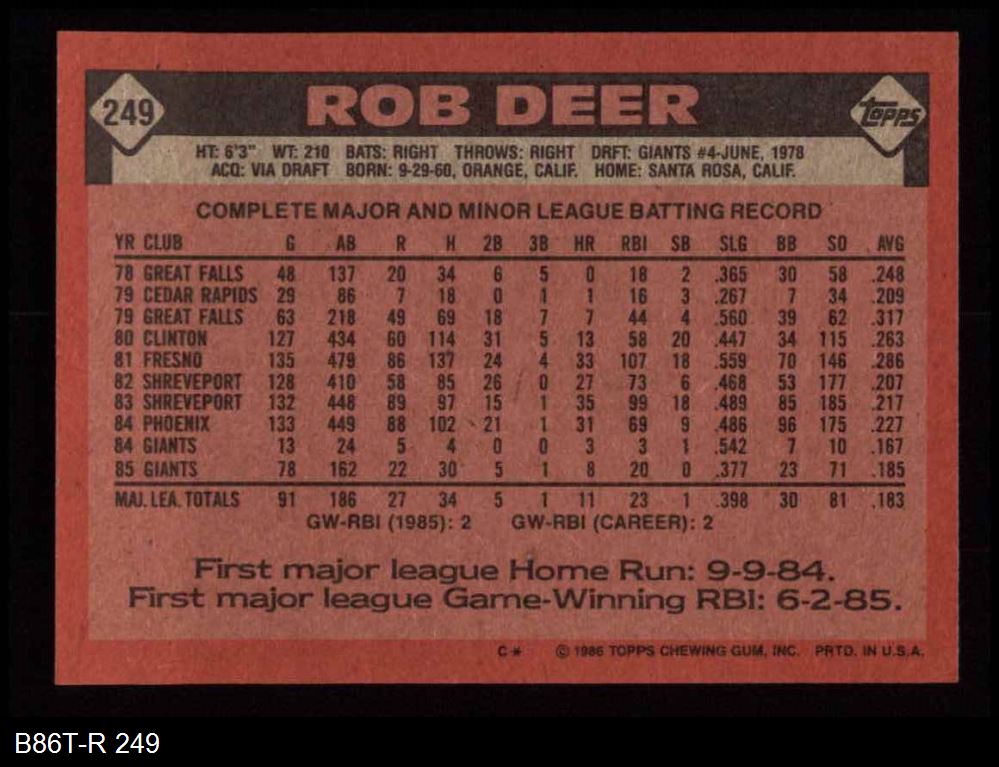 249 ROB DEER Topps
HT: 6'3" WT: 210 BATS: RIGHT THROWS: RIGHT DRFT: GIANTS #4-JUNE, 1978
ACQ: VIA DRAFT BORN: 9-29-60, ORANGE, CALIF. HOME: SANTA ROSA, CALIF.
COMPLETE MAJOR AND MINOR LEAGUE BATTING RECORD
YR CLUB G AB R H 2B 3B HR RBI SB SLG BB SO AVG
78 GREAT FALLS 48 137 20 34 6 5 0 18 2 .365 30 58 .248
79 CEDAR RAPIDS 29 86 7 18 0 1 1 16 3 .267 7 34 .209
79 GREAT FALLS 63 218 49 69 18 7 7 44 4 .560 39 62 .317
80 CLINTON 127 434 60 114 31 5 13 58 20 .447 34 115 .263
81 FRESNO 135 479 86 137 24 4 33 107 18 .559 70 146 .286
82 SHREVEPORT 128 410 58 85 26 0 27 73 6 .468 53 177 .207
83 SHREVEPORT 132 448 89 97 15 1 35 99 18 .489 85 185 .217
84 PHOENIX 133 449 88 102 21 1 31 69 9 .486 96 175 .227
84 GIANTS 13 24 5 4 0 0 3 3 1 .542 7 10 .167
85 GIANTS 78 162 22 30 5 1 8 20 0 .377 23 71 .185
MAJ. LEA. TOTALS 91 186 27 34 5 1 11 23 1 .398 30 81 .183
GW-RBI (1985): 2 GW-RBI (CAREER): 2
First major league Home Run: 9-9-84.
First major league Game-Winning RBI: 6-2-85.
C* © 1986 TOPPS CHEWING GUM, INC. PRTD. IN U.S.A.
B86T-R 249